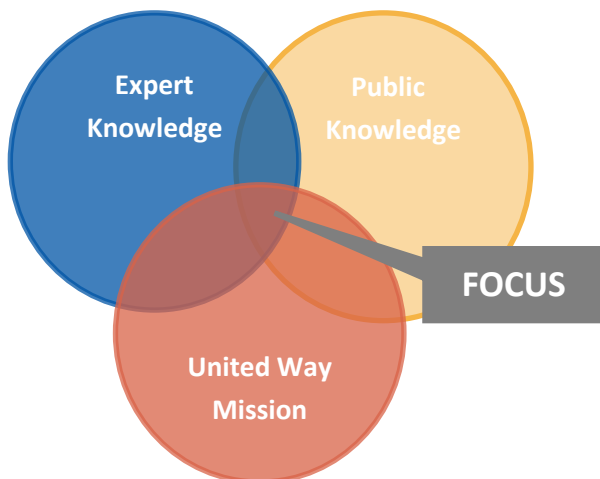 Expert
Knowledge
Public
Knowledge
FOCUS
United Way
Mission